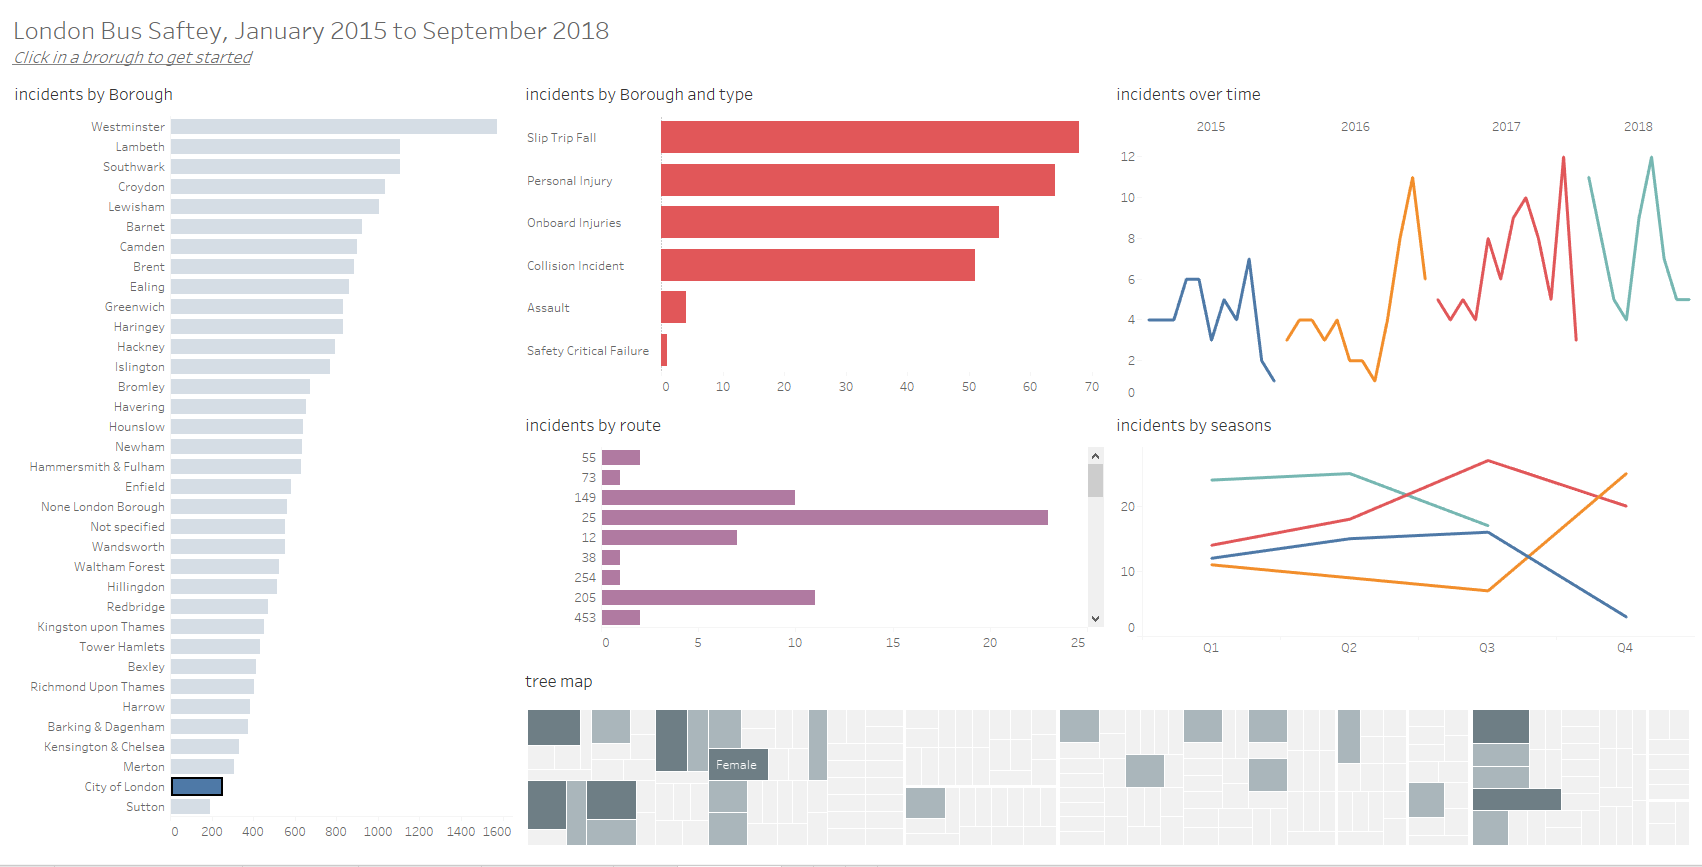 London Bus Saftey, January 2015 to September 2018
Click in a brorugh to get started
incidents by Borough
Westminster
Lambeth
Southwark
Croydon
Lewisham
Barnet
Camden
Brent
Ealing
Greenwich
Haringey
Hackney
Islington
Bromley
Havering
Hounslow
Newham
Hammersmith & Fulham
Enfield
None London Borough
Not specified
Wandsworth
Waltham Forest
Hillingdon
Redbridge
Kingston upon Thames
Tower Hamlets
Bexley
Richmond Upon Thames
Harrow
Barking & Dagenham
Kensington & Chelsea
Merton
City of London
Sutton
0 200 400 600 800 1000 1200 1400 1600
incidents by Borough and type
Slip Trip Fall
Personal Injury
Onboard Injuries
Collision Incident
Assault
Safety Critical Failure
0 10 20 30 40 50 60 70
incidents by route
55
73
149
25
12
38
254
205
453
0 5 10 15 20 25
incidents over time
2015 2016 2017 2018
12
10
8
6
4
2
0
incidents by seasons
20
10
0
Q1 Q2 Q3 Q4
tree map
Female